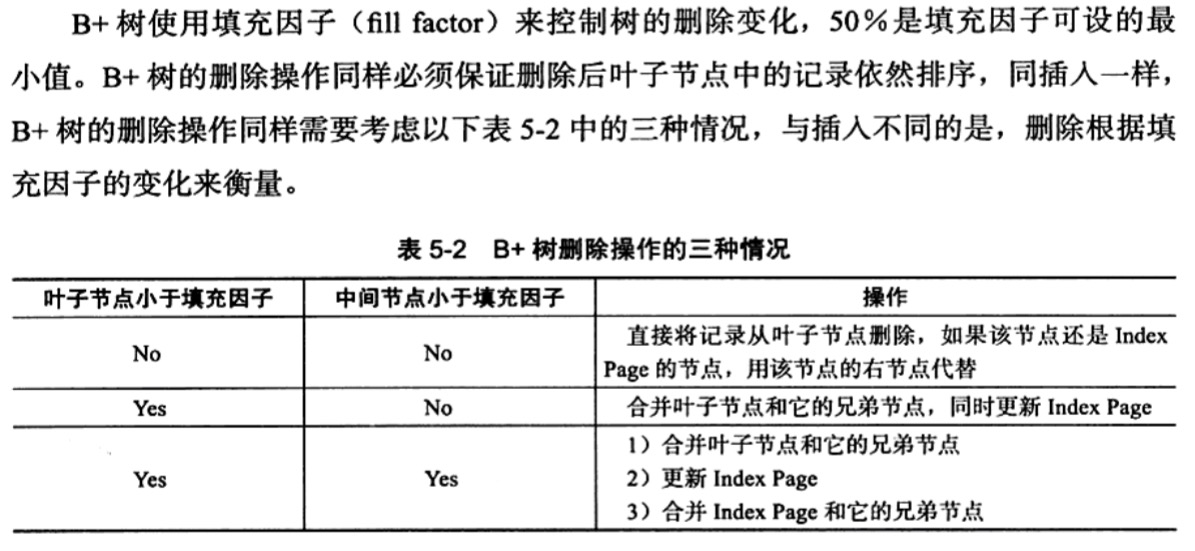 B+ 树使用填充因子（fill factor）来控制树的删除变化，50%是填充因子可设的最
小值。B+ 树的删除操作同样必须保证删除后叶子节点中的记录依然排序，同插入一样，
B+ 树的删除操作同样需要考虑以下表 5-2 中的三种情况，与插入不同的是，删除根据填
充因子的变化来衡量。
表 5-2 B+ 树删除操作的三种情况
叶子节点小于填充因子 中间节点小于填充因子 操作
No No 直接将记录从叶子节点删除，如果该节点还是 Index
Page 的节点，用该节点的右节点代替
Yes No 合并叶子节点和它的兄弟节点，同时更新 Index Page
Yes Yes 1）合并叶子节点和它的兄弟节点
2）更新 Index Page
3）合并 Index Page 和它的兄弟节点